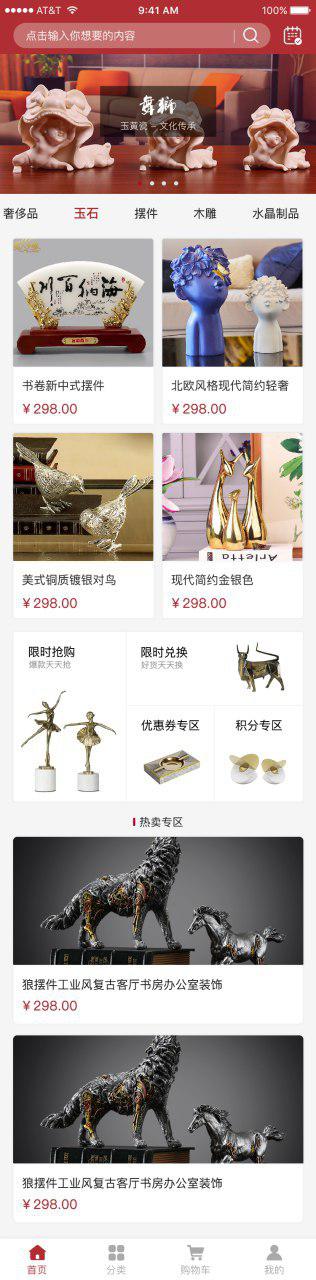 AT&T 9:41 AM 100%
点击输入你想要的内容
舞狮
玉黄瓷 – 文化传承
奢侈品 玉石 摆件 木雕 水晶制品
海纳百川
书卷新中式摆件
¥ 298.00
北欧风格现代简约轻奢
¥ 298.00
美式铜质镀银对鸟
¥ 298.00
Arletta
现代简约金银色
¥ 298.00
限时抢购
爆款天天抢
限时兑换
好货天天换
优惠券专区
积分专区
热卖专区
狼摆件工业风复古客厅书房办公室装饰
¥ 298.00
狼摆件工业风复古客厅书房办公室装饰
¥ 298.00
首页 分类 购物车 我的